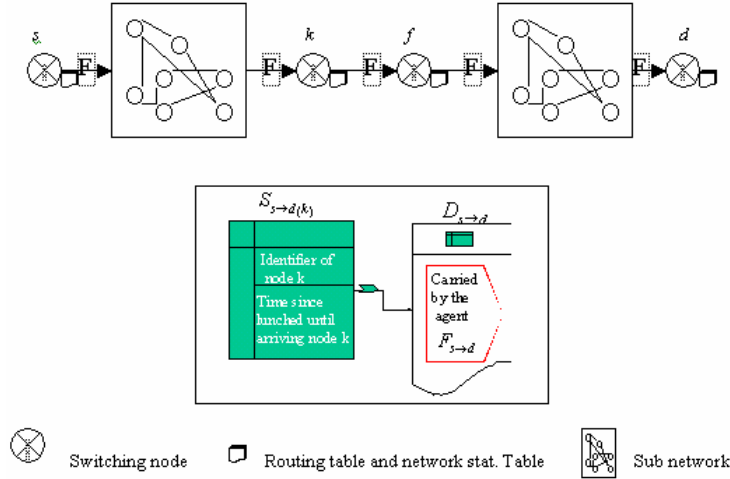 s k f d
F F F F F
S s→d(k) D s→d
Identifier of
node k
Time since
lunched until
arriving node k
Carried
by the
agent
F s→d
Switching node Routing table and network stat. Table Sub network